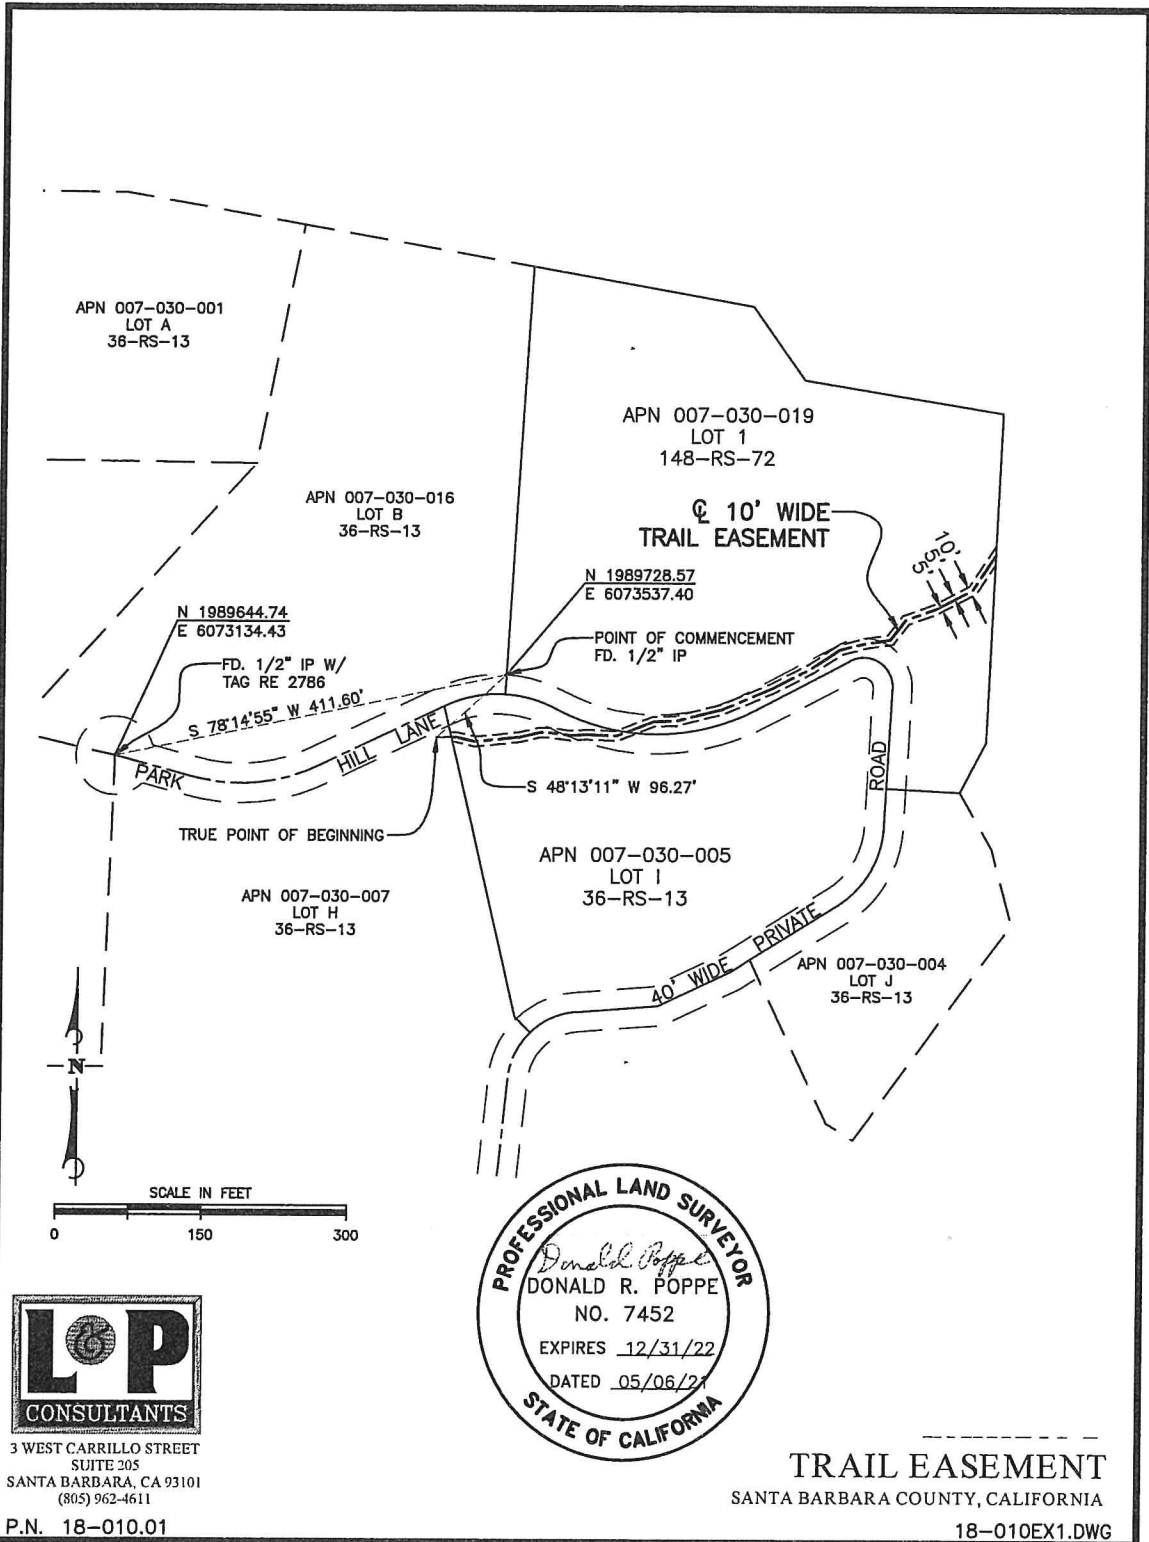 APN 007-030-001
LOT A
36-RS-13
APN 007-030-019
LOT 1
148-RS-72
APN 007-030-016
LOT B
36-RS-13
℄ 10' WIDE
TRAIL EASEMENT
10'
5'
5'
N 1989728.57
E 6073537.40
N 1989644.74
E 6073134.43
POINT OF COMMENCEMENT
FD. 1/2" IP
FD. 1/2" IP W/
TAG RE 2786
S 78°14'55" W 411.60'
PARK HILL LANE
S 48°13'11" W 96.27'
TRUE POINT OF BEGINNING
APN 007-030-005
LOT I
36-RS-13
APN 007-030-007
LOT H
36-RS-13
40' WIDE PRIVATE ROAD
APN 007-030-004
LOT J
36-RS-13
N
SCALE IN FEET
0 150 300
PROFESSIONAL LAND SURVEYOR
Donald Poppe
DONALD R. POPPE
NO. 7452
EXPIRES 12/31/22
DATED 05/06/21
STATE OF CALIFORNIA
L&P
CONSULTANTS
3 WEST CARRILLO STREET
SUITE 205
SANTA BARBARA, CA 93101
(805) 962-4611
P.N. 18-010.01
TRAIL EASEMENT
SANTA BARBARA COUNTY, CALIFORNIA
18-010EX1.DWG